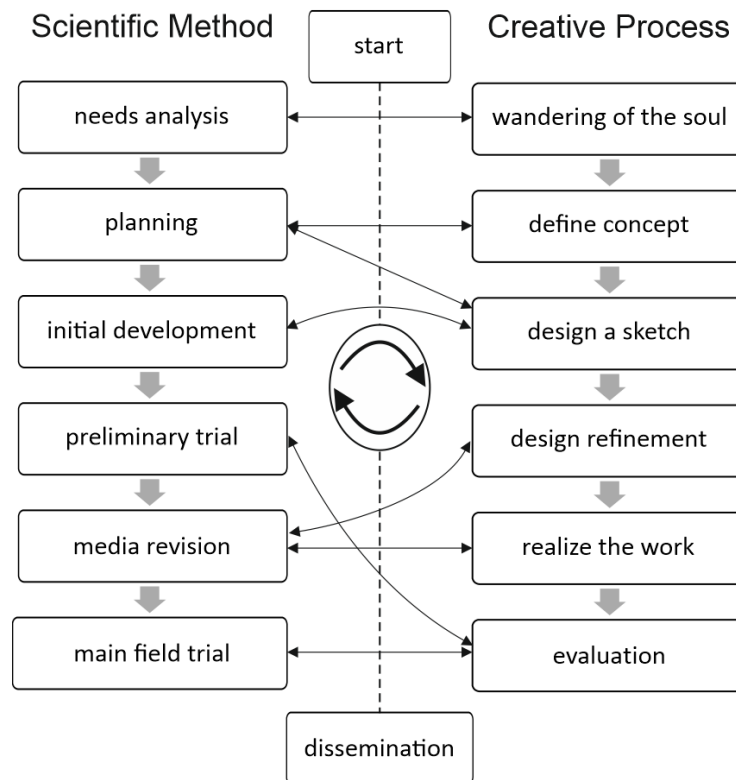 Scientific Method
start
Creative Process
needs analysis
wandering of the soul
planning
define concept
initial development
design a sketch
preliminary trial
design refinement
media revision
realize the work
main field trial
evaluation
dissemination